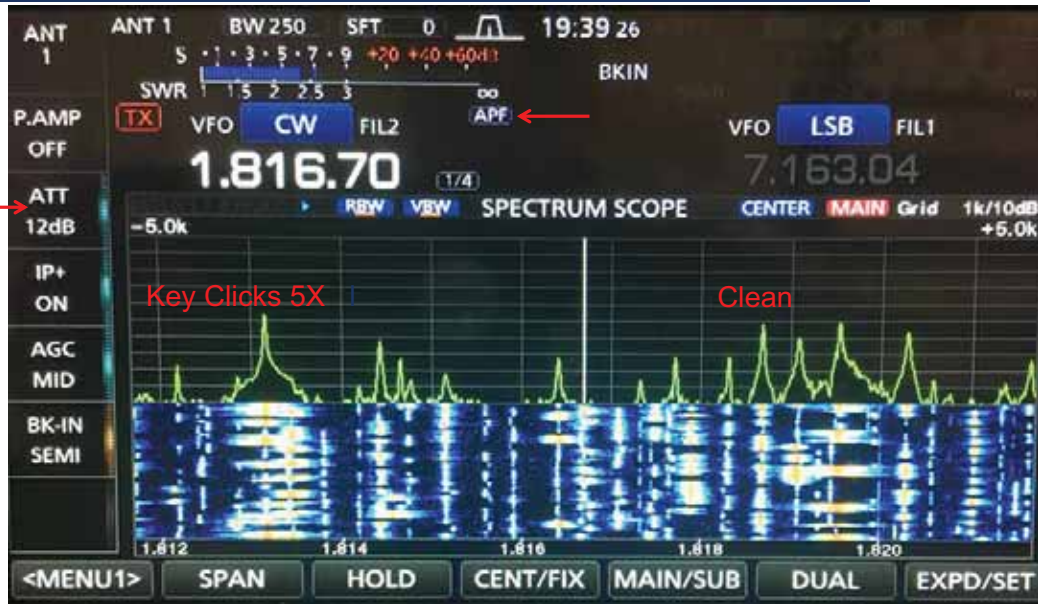 ANT
1
ANT 1 BW 250 SFT 0 19:39 26
S 1 3 5 7 9 +20 +40 +60dB
SWR 1 1.5 2 2.5 3 ∞
BKIN
P.AMP
OFF
TX VFO CW FIL2 APF VFO LSB FIL1
1.816.70 1/4 7.163.04
ATT
12dB
RBW VBW SPECTRUM SCOPE CENTER MAIN Grid 1k/10dB
-5.0k +5.0k
IP+
ON
Key Clicks 5X Clean
AGC
MID
BK-IN
SEMI
1.812 1.814 1.816 1.818 1.820
<MENU1> SPAN HOLD CENT/FIX MAIN/SUB DUAL EXPD/SET